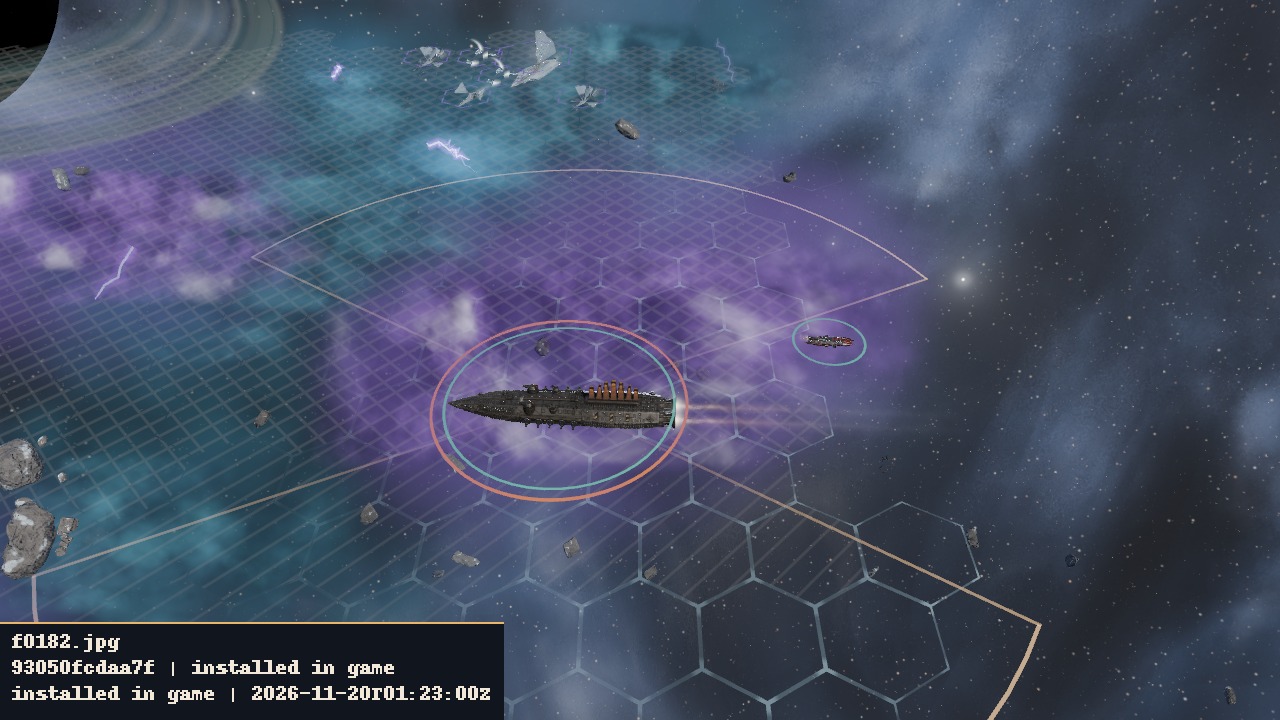 f0182.jpg
93050fcdaa7f | installed in game
installed in game | 2026-11-20T01:23:00Z